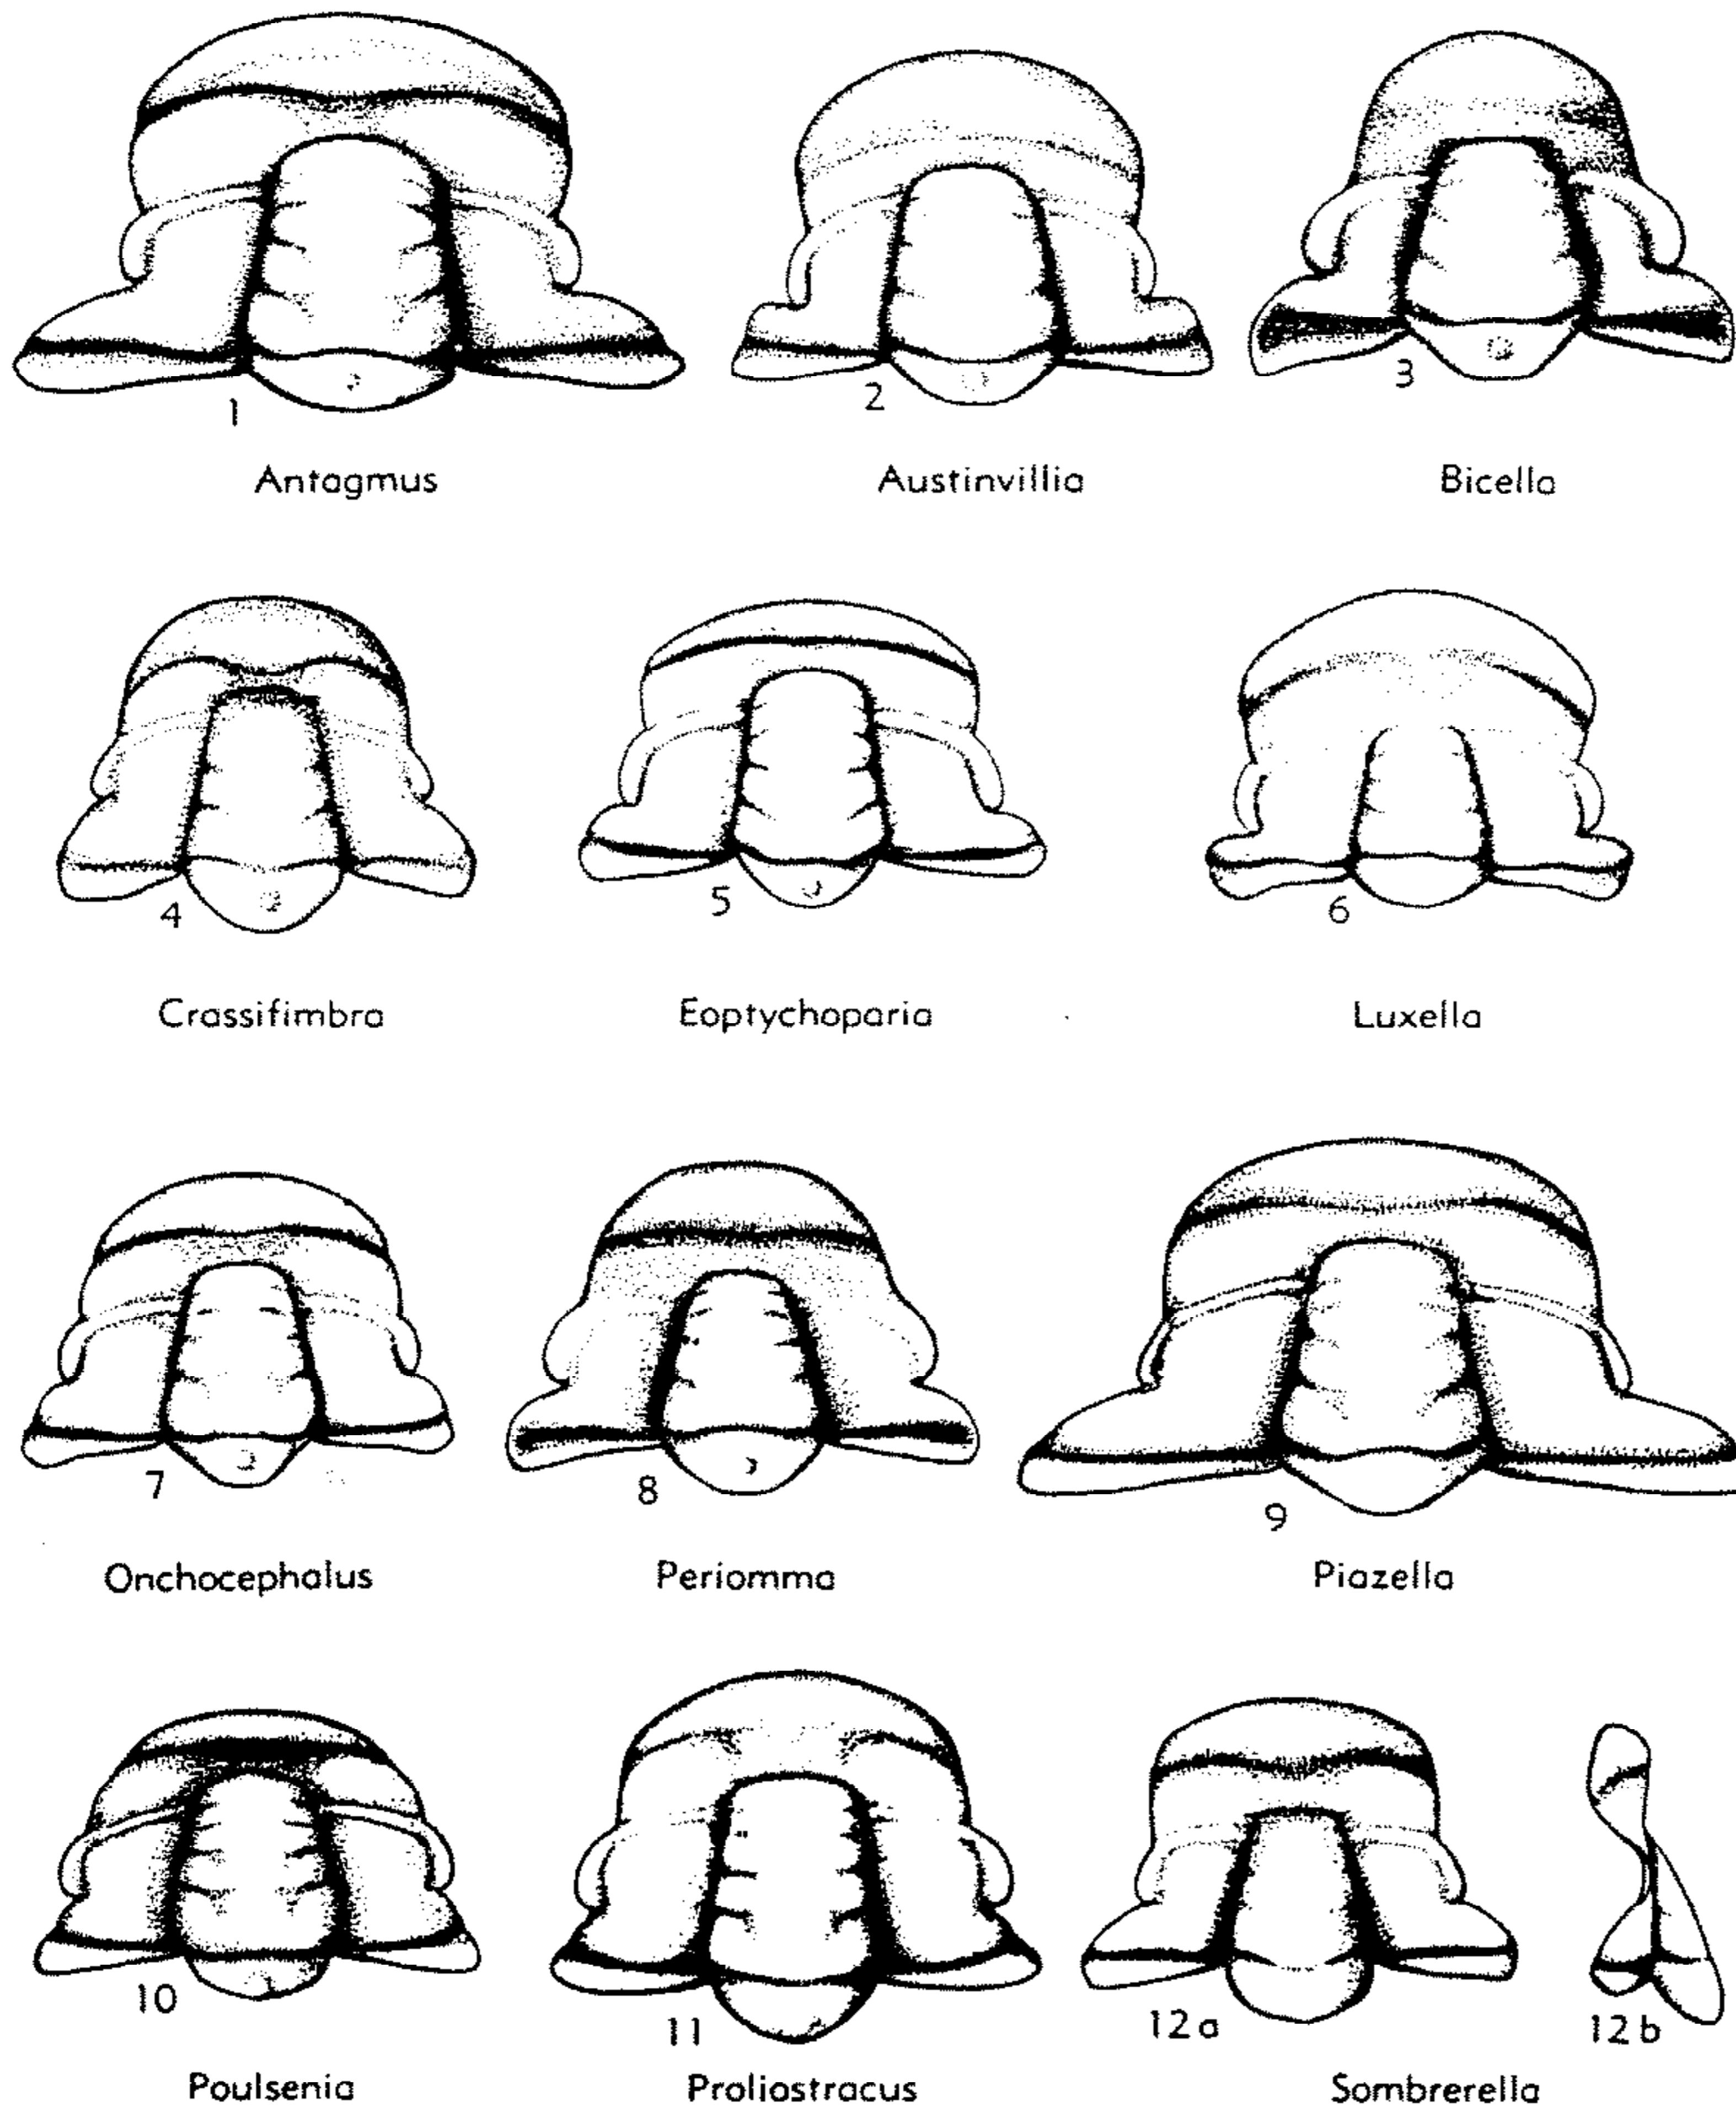 1 2 3
Antagmus Austinvillia Bicella
4 5 6
Crassifimbra Eoptychoparia Luxella
7 8 9
Onchocephalus Periomma Piazella
10 11 12a 12b
Poulsenia Proliostracus Sombrerella